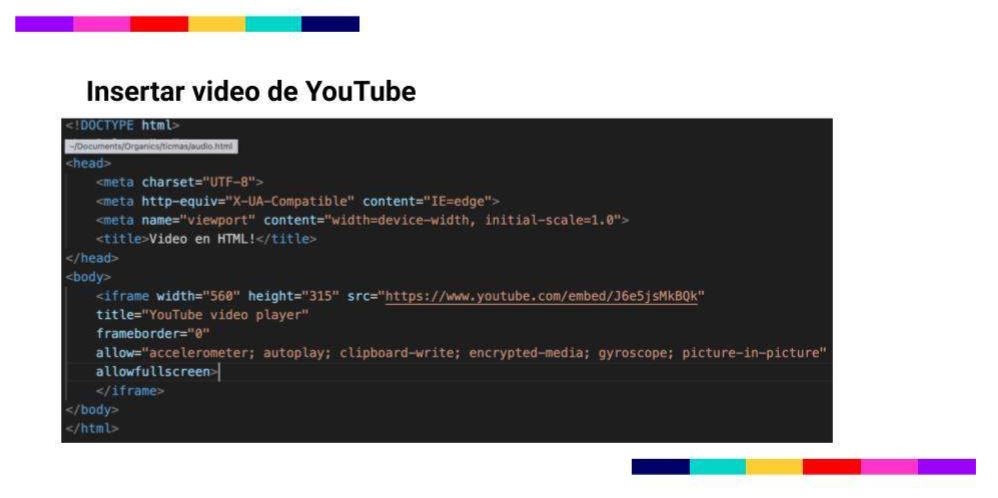 Insertar video de YouTube
<!DOCTYPE html>
~/Documents/Organics/ticmas/audio.html
<head>
<meta charset="UTF-8">
<meta http-equiv="X-UA-Compatible" content="IE=edge">
<meta name="viewport" content="width=device-width, initial-scale=1.0">
<title>Video en HTML!</title>
</head>
<body>
<iframe width="560" height="315" src="https://www.youtube.com/embed/J6e5jsMkBQk"
title="YouTube video player"
frameborder="0"
allow="accelerometer; autoplay; clipboard-write; encrypted-media; gyroscope; picture-in-picture"
allowfullscreen>
</iframe>
</body>
</html>